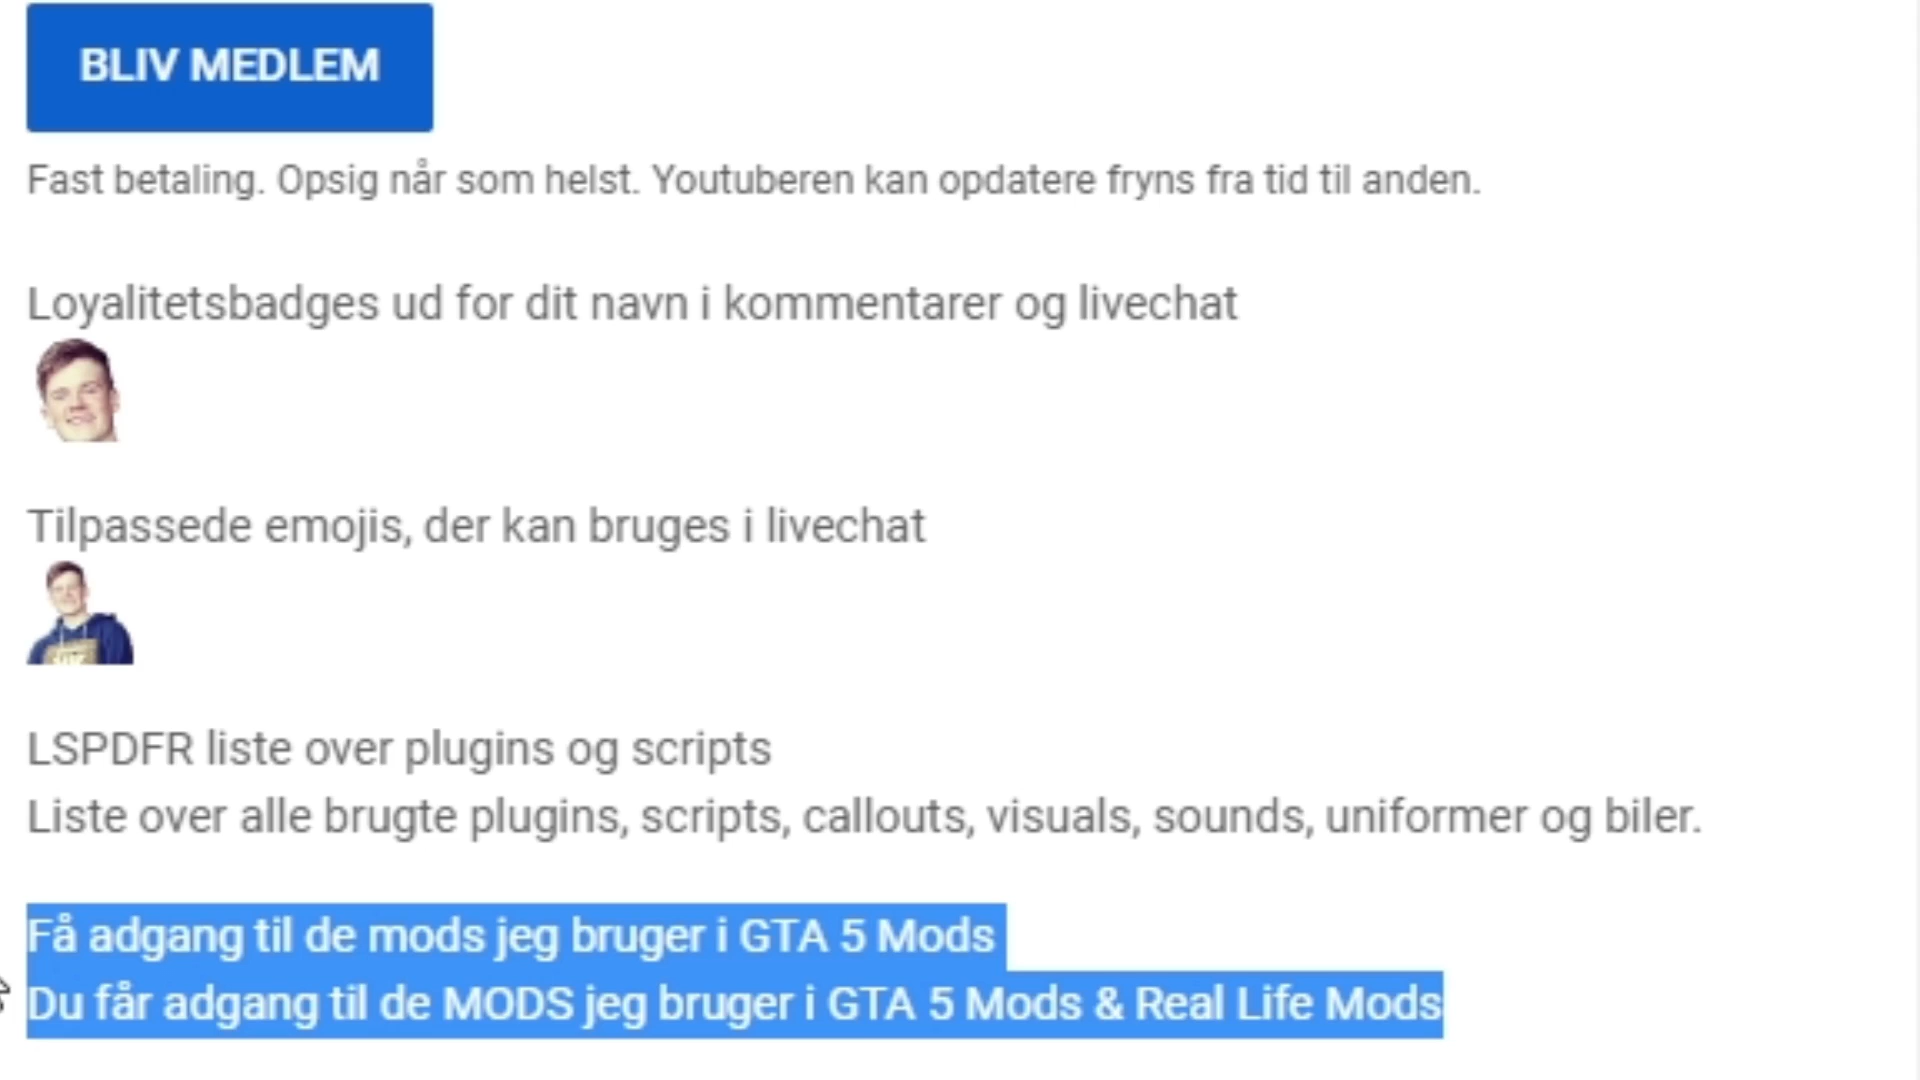 BLIV MEDLEM
Fast betaling. Opsig når som helst. Youtuberen kan opdatere fryns fra tid til anden.
Loyalitetsbadges ud for dit navn i kommentarer og livechat
Tilpassede emojis, der kan bruges i livechat
LSPDFR liste over plugins og scripts
Liste over alle brugte plugins, scripts, callouts, visuals, sounds, uniformer og biler.
Få adgang til de mods jeg bruger i GTA 5 Mods
Du får adgang til de MODS jeg bruger i GTA 5 Mods & Real Life Mods